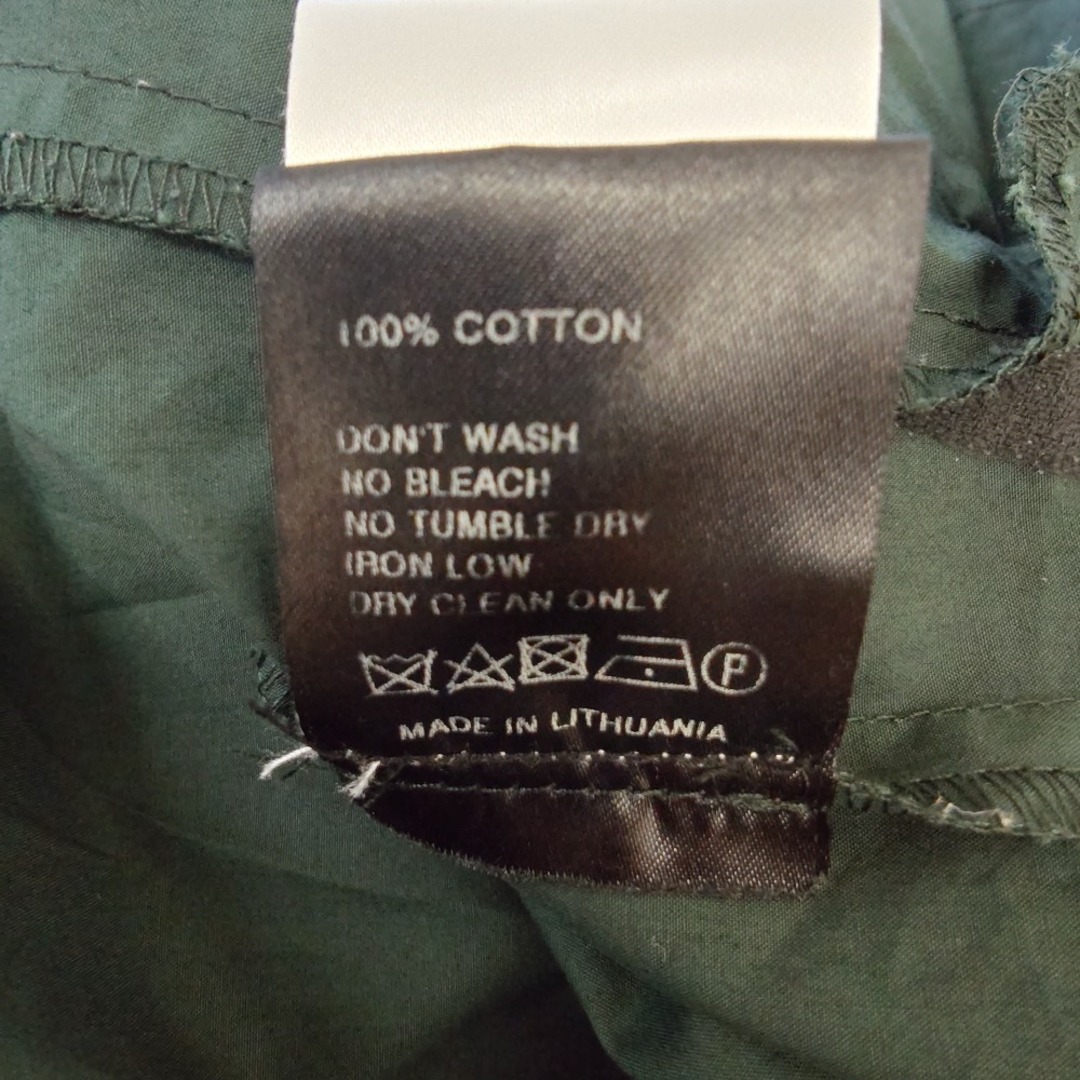 100% COTTON
DON'T WASH
NO BLEACH
NO TUMBLE DRY
IRON LOW
DRY CLEAN ONLY
P
MADE IN LITHUANIA